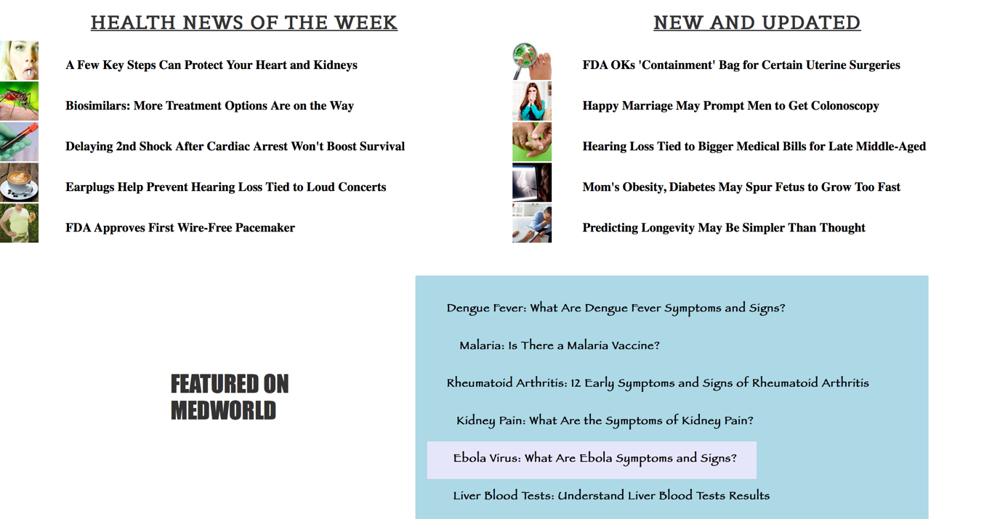 HEALTH NEWS OF THE WEEK
A Few Key Steps Can Protect Your Heart and Kidneys
Biosimilars: More Treatment Options Are on the Way
Delaying 2nd Shock After Cardiac Arrest Won't Boost Survival
Earplugs Help Prevent Hearing Loss Tied to Loud Concerts
FDA Approves First Wire-Free Pacemaker
NEW AND UPDATED
FDA OKs 'Containment' Bag for Certain Uterine Surgeries
Happy Marriage May Prompt Men to Get Colonoscopy
Hearing Loss Tied to Bigger Medical Bills for Late Middle-Aged
Mom's Obesity, Diabetes May Spur Fetus to Grow Too Fast
Predicting Longevity May Be Simpler Than Thought
FEATURED ON
MEDWORLD
Dengue Fever: What Are Dengue Fever Symptoms and Signs?
Malaria: Is There a Malaria Vaccine?
Rheumatoid Arthritis: 12 Early Symptoms and Signs of Rheumatoid Arthritis
Kidney Pain: What Are the Symptoms of Kidney Pain?
Ebola Virus: What Are Ebola Symptoms and Signs?
Liver Blood Tests: Understand Liver Blood Tests Results